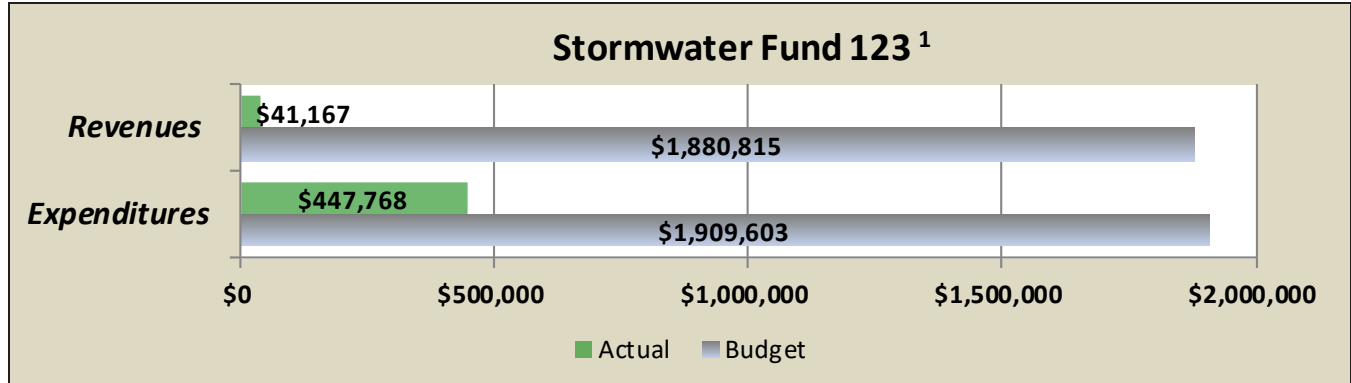 Stormwater Fund 123 ¹
Revenues
$41,167
$1,880,815
Expenditures
$447,768
$1,909,603
$0 $500,000 $1,000,000 $1,500,000 $2,000,000
Actual Budget